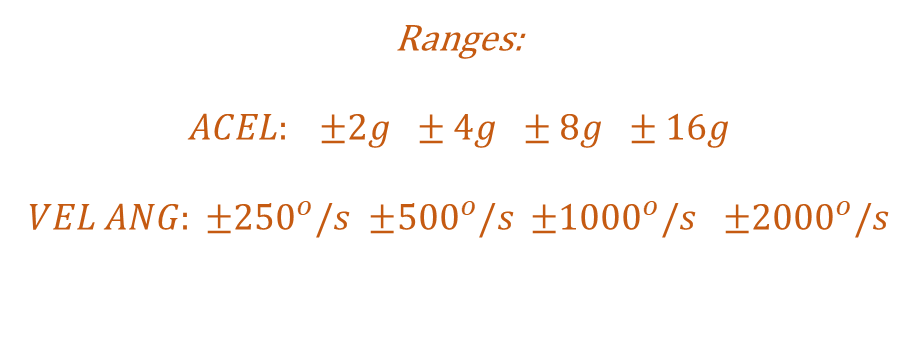 Ranges:
ACEL: ±2g ± 4g ± 8g ± 16g
VEL ANG: ±250º/s ±500º/s ±1000º/s ±2000º/s